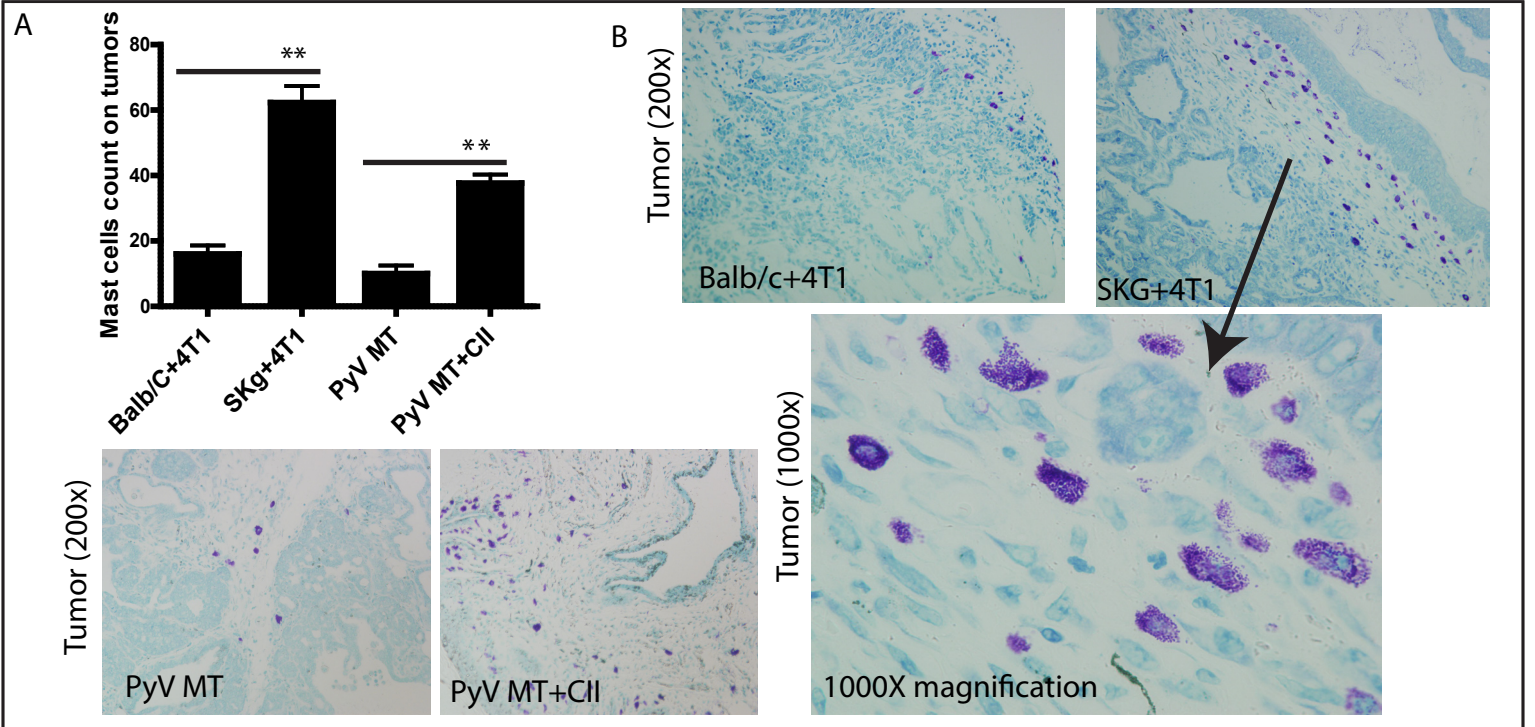 A
Mast cells count on tumors
80
60
40
20
0
**
**
Balb/C+4T1
SKg+4T1
PyV MT
PyV MT+CII
B
Tumor (200x)
Balb/c+4T1
SKG+4T1
Tumor (200x)
PyV MT
PyV MT+CII
Tumor (1000x)
1000X magnification